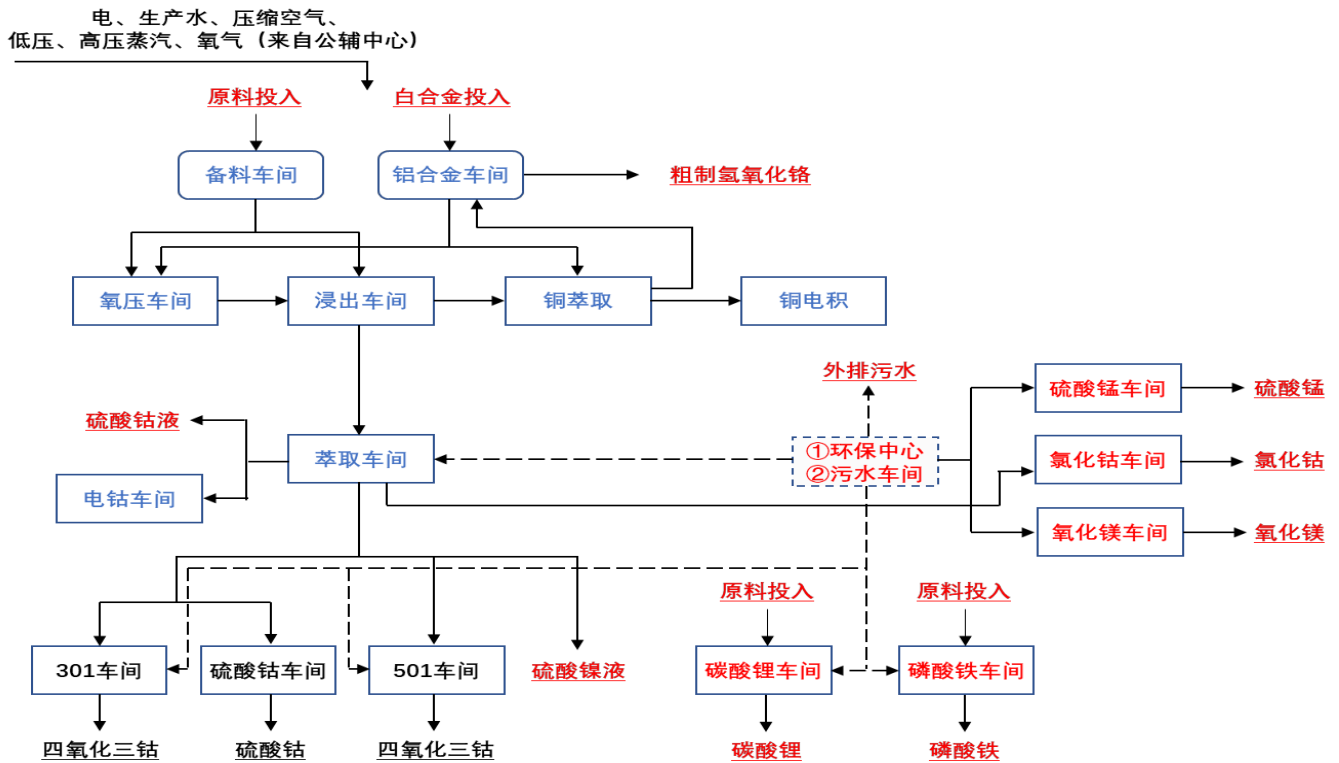 电、生产水、压缩空气、
低压、高压蒸汽、氧气（来自公辅中心）
原料投入
白合金投入
备料车间
铝合金车间
粗制氢氧化铬
氧压车间
浸出车间
铜萃取
铜电积
外排污水
硫酸锰车间
硫酸锰
硫酸钴液
萃取车间
①环保中心
②污水车间
氯化钴车间
氯化钴
电钴车间
氧化镁车间
氧化镁
原料投入
原料投入
301车间
硫酸钴车间
501车间
硫酸镍液
碳酸锂车间
磷酸铁车间
四氧化三钴
硫酸钴
四氧化三钴
碳酸锂
磷酸铁